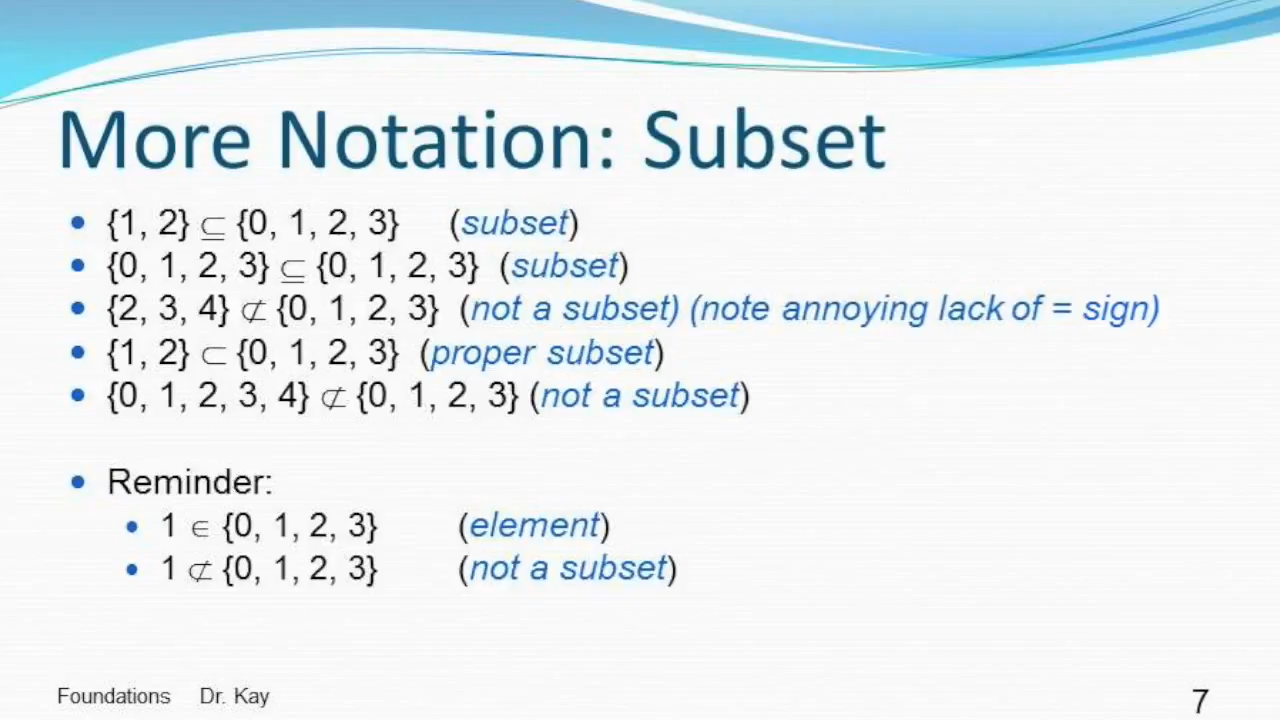 More Notation: Subset
• {1, 2} ⊆ {0, 1, 2, 3} (subset)
• {0, 1, 2, 3} ⊆ {0, 1, 2, 3} (subset)
• {2, 3, 4} ⊄ {0, 1, 2, 3} (not a subset) (note annoying lack of = sign)
• {1, 2} ⊂ {0, 1, 2, 3} (proper subset)
• {0, 1, 2, 3, 4} ⊄ {0, 1, 2, 3} (not a subset)
• Reminder:
• 1 ∈ {0, 1, 2, 3} (element)
• 1 ⊄ {0, 1, 2, 3} (not a subset)
Foundations Dr. Kay
7